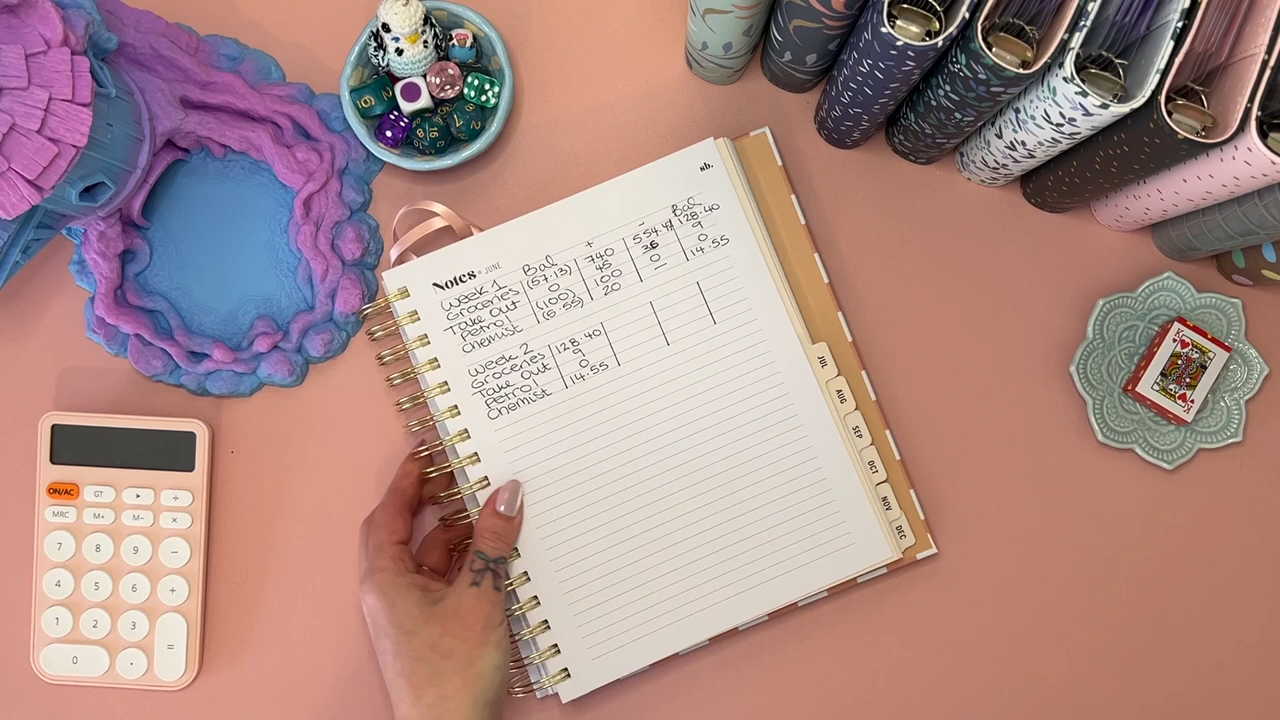 sb.
Notes JUNE
Week 1 Bal + - Bal
Groceries (57.13) 740 554.47 128.40
Take Out 0 45 36 9
Petrol (100) 100 0 0
Chemist 20 — 14.55
Week 2
Groceries 128.40
Take Out 9
Petrol 0
Chemist 14.55
JUL
AUG
SEP
OCT
NOV
DEC
ON/AC GT ▶ ÷
MRC M+ M− ×
7 8 9 −
4 5 6 +
1 2 3 =
0 .
K
K